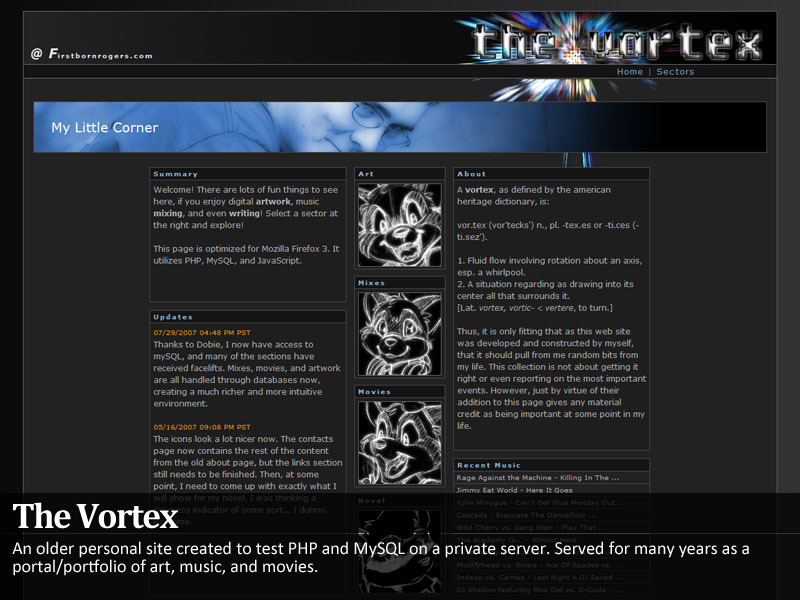 the vortex
@ Firstbornrogers.com
Home | Sectors
My Little Corner
Summary
Welcome! There are lots of fun things to see
here, if you enjoy digital artwork, music
mixing, and even writing! Select a sector at
the right and explore!
This page is optimized for Mozilla Firefox 3. It
utilizes PHP, MySQL, and JavaScript.
Updates
07/29/2007 04:48 PM PST
Thanks to Dobie, I now have access to
mySQL, and many of the sections have
received facelifts. Mixes, movies, and artwork
are all handled through databases now,
creating a much richer and more intuitive
environment.
05/16/2007 09:08 PM PST
The icons look a lot nicer now. The contacts
page now contains the rest of the content
from the old about page, but the links section
still needs to be finished. Then, at some
point, I need to come up with exactly what I
will show for my novel. I was thinking a
indicator of some sort... I dunno.
Art
Mixes
Movies
Novel
About
A vortex, as defined by the american
heritage dictionary, is:
vor.tex (vor'tecks') n., pl. -tex.es or -ti.ces (-
ti.sez').
1. Fluid flow involving rotation about an axis,
esp. a whirlpool.
2. A situation regarding as drawing into its
center all that surrounds it.
[Lat. vortex, vortic- < vertere, to turn.]
Thus, it is only fitting that as this web site
was developed and constructed by myself,
that it should pull from me random bits from
my life. This collection is not about getting it
right or even reporting on the most important
events. However, just by virtue of their
addition to this page gives any material
credit as being important at some point in my
life.
Recent Music
Rage Against the Machine - Killing In The ...
Jimmy Eat World - Here It Goes
Kylie Minogue - Can't Get Blue Monday Out ...
Cascada - Evacuate The Dancefloor ...
Wild Cherry vs. Gang Starr - Play That ...
The Academy Is... - Almost Here
Motorhead vs. Noisia - Ace Of Spades vs. ...
Indeep vs. Cameo - Last Night A DJ Saved ...
DJ Shadow featuring Mos Def vs. D-Code - ...
The Vortex
An older personal site created to test PHP and MySQL on a private server. Served for many years as a
portal/portfolio of art, music, and movies.